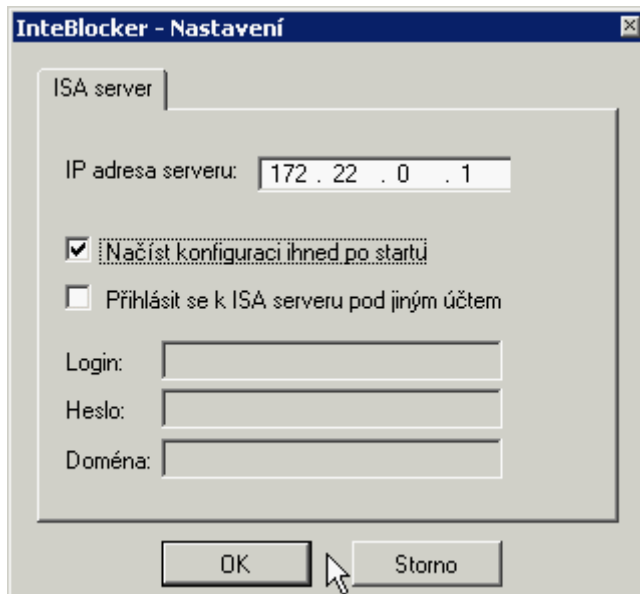 InteBlocker - Nastavení
ISA server
IP adresa serveru: 172 . 22 . 0 . 1
Načíst konfiguraci ihned po startu
Přihlásit se k ISA serveru pod jiným účtem
Login:
Heslo:
Doména:
OK Storno